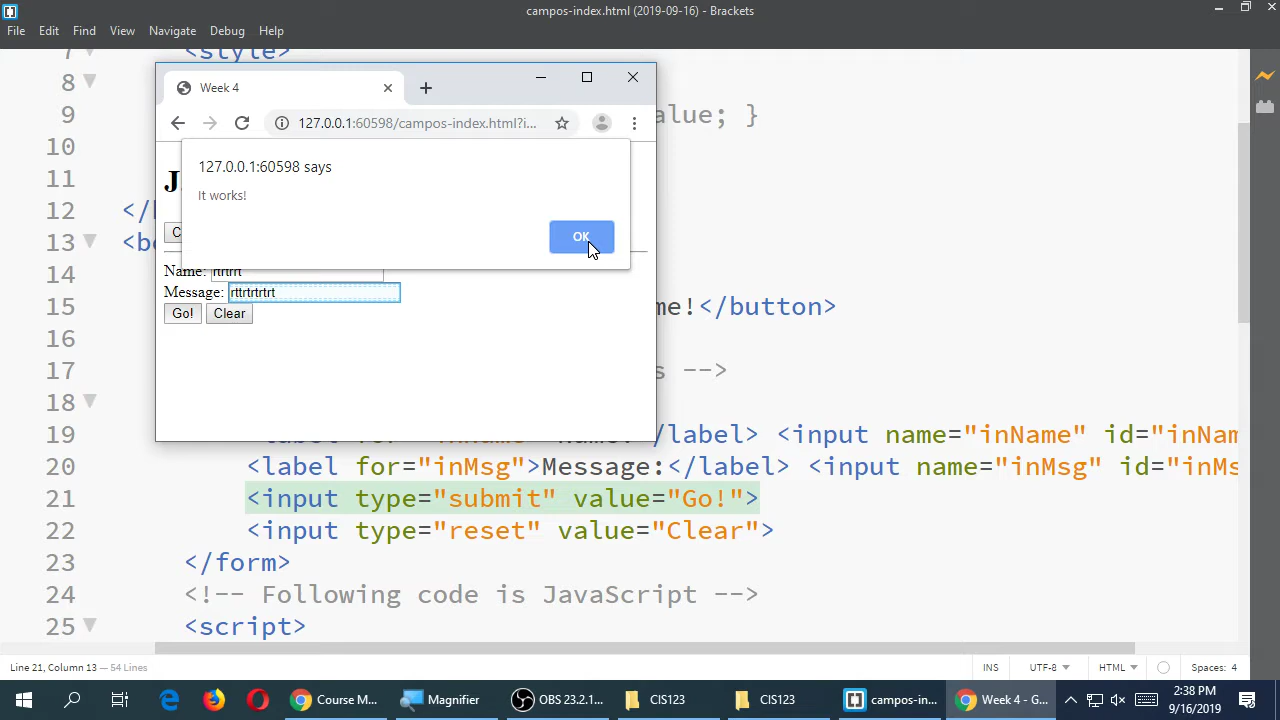 campos-index.html (2019-09-16) - Brackets
File Edit Find View Navigate Debug Help
7 <style>
8
9 alue; }
10
11
12 </
13 <b
14
15 me!</button>
16
17 s -->
18
19 /label> <input name="inName" id="inNam
20 <label for="inMsg">Message:</label> <input name="inMsg" id="inMs
21 <input type="submit" value="Go!">
22 <input type="reset" value="Clear">
23 </form>
24 <!-- Following code is JavaScript -->
25 <script>
Week 4
127.0.0.1:60598/campos-index.html?i...
J
127.0.0.1:60598 says
It works!
OK
C
Name: rtrtrt
Message: rttrtrtrtrt
Go! Clear
Line 21, Column 13 — 54 Lines
INS UTF-8 HTML Spaces: 4
Course M...
Magnifier
OBS 23.2.1...
CIS123
CIS123
campos-in...
Week 4 - G...
2:38 PM
9/16/2019